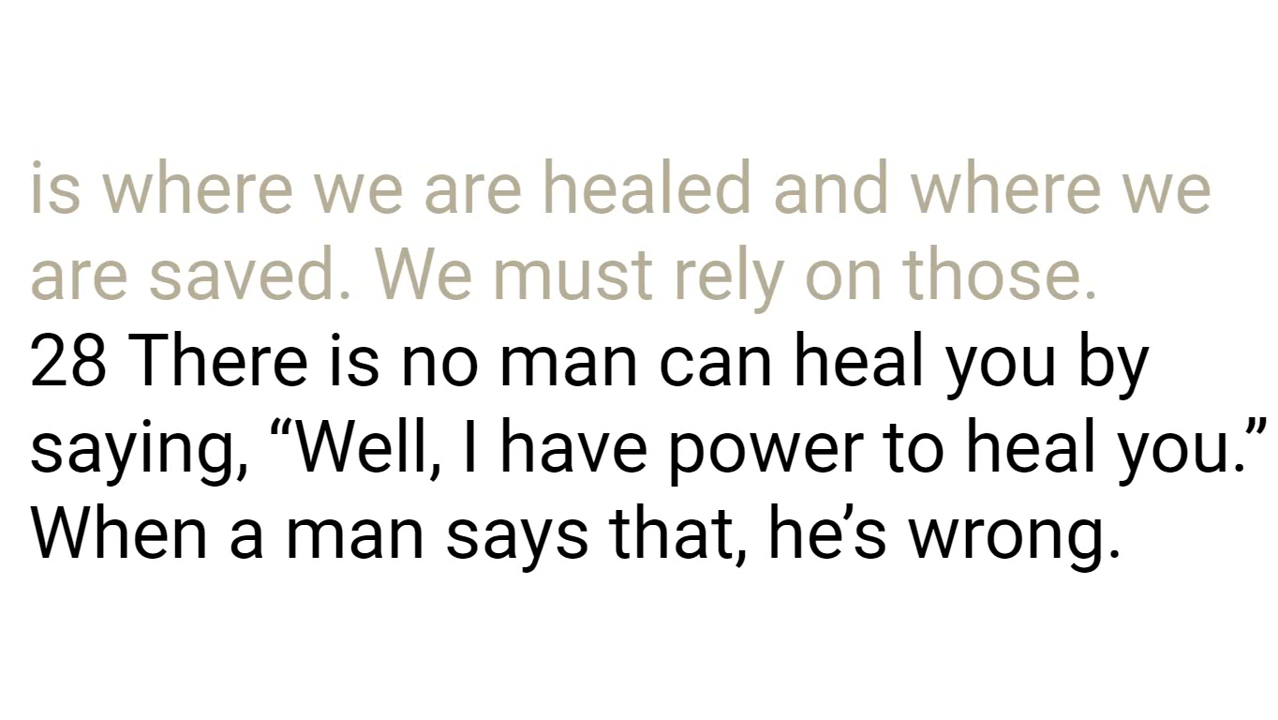 is where we are healed and where we
are saved. We must rely on those.
28 There is no man can heal you by
saying, “Well, I have power to heal you.”
When a man says that, he’s wrong.